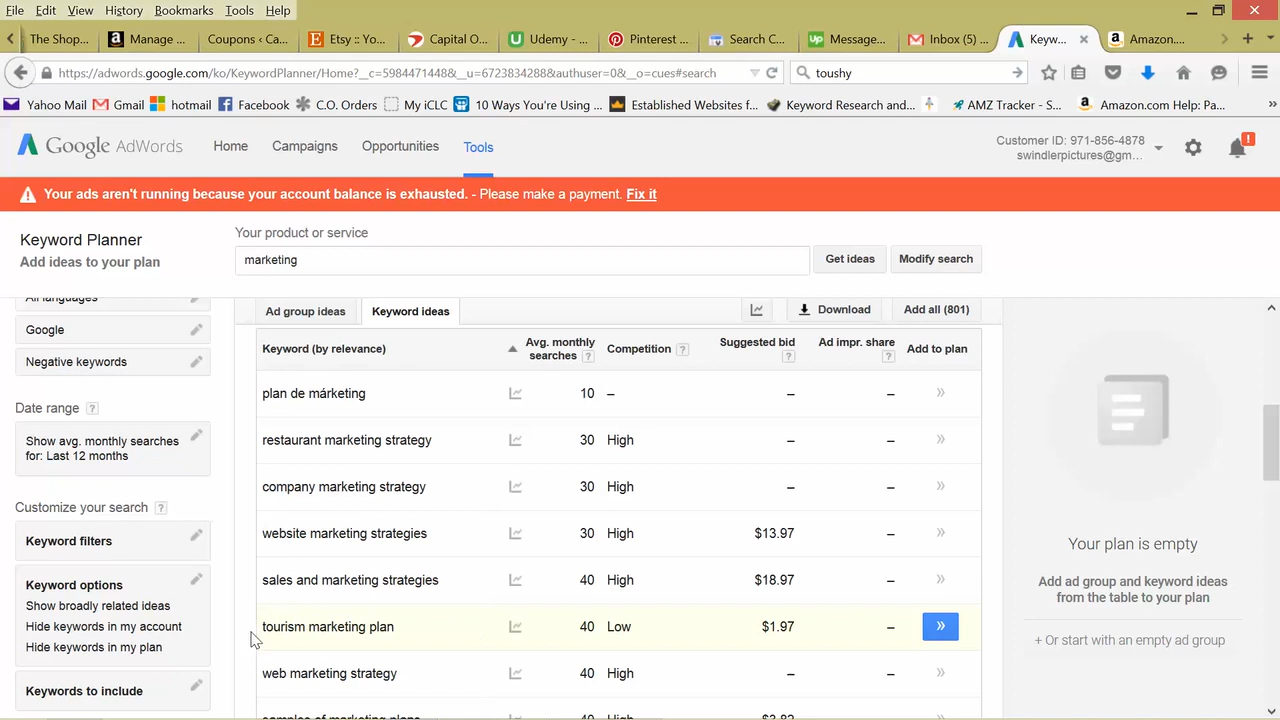 File Edit View History Bookmarks Tools Help
The Shop... Manage ... Coupons ‹ Ca... Etsy :: Yo... Capital O... Udemy - ... Pinterest ... Search C... Message... Inbox (5) ... Keyw... Amazon....
https://adwords.google.com/ko/KeywordPlanner/Home?__c=5984471448&__u=6723834288&authuser=0&__o=cues#search toushy
Yahoo Mail Gmail hotmail Facebook C.O. Orders My iCLC 10 Ways You're Using ... Established Websites f... Keyword Research and... AMZ Tracker - S... Amazon.com Help: Pa...
Google AdWords Home Campaigns Opportunities Tools
Customer ID: 971-856-4878
swindlerpictures@gm...
Your ads aren't running because your account balance is exhausted. - Please make a payment. Fix it
Keyword Planner
Add ideas to your plan
Your product or service
marketing Get ideas Modify search
All languages
Google
Negative keywords
Date range ?
Show avg. monthly searches
for: Last 12 months
Customize your search ?
Keyword filters
Keyword options
Show broadly related ideas
Hide keywords in my account
Hide keywords in my plan
Keywords to include
Ad group ideas Keyword ideas Download Add all (801)
Keyword (by relevance) Avg. monthly searches ? Competition ? Suggested bid ? Ad impr. share ? Add to plan
plan de márketing 10 – – – »
restaurant marketing strategy 30 High – – »
company marketing strategy 30 High – – »
website marketing strategies 30 High $13.97 – »
sales and marketing strategies 40 High $18.97 – »
tourism marketing plan 40 Low $1.97 – »
web marketing strategy 40 High – – »
samples of marketing plans 40 High $3.82
Your plan is empty
Add ad group and keyword ideas
from the table to your plan
+ Or start with an empty ad group